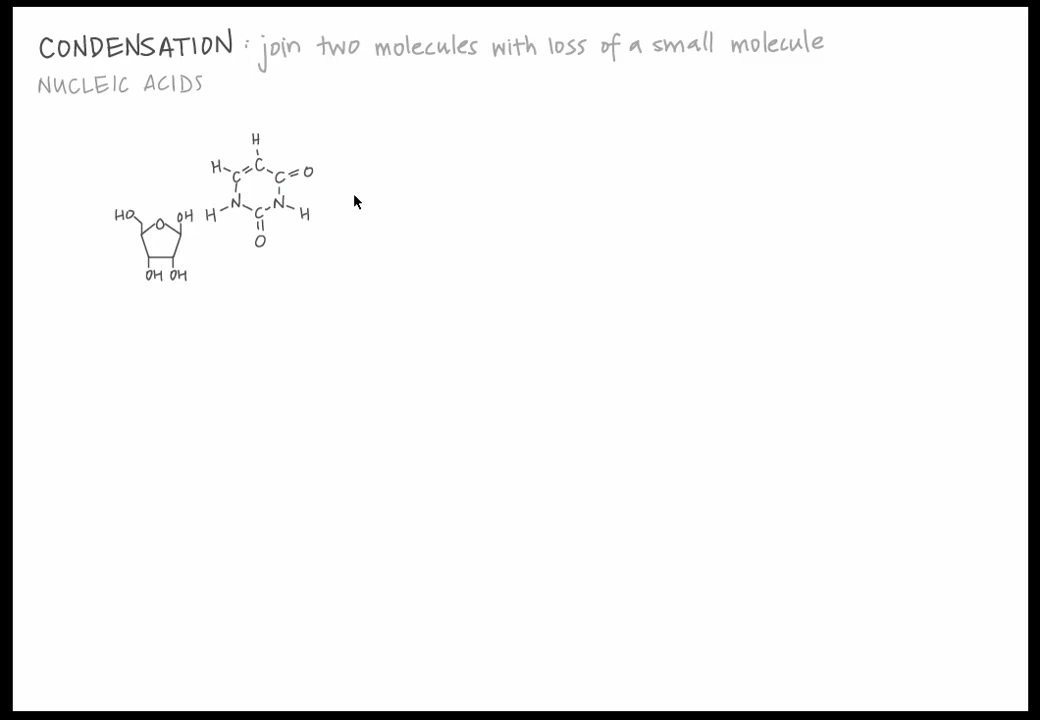 CONDENSATION : join two molecules with loss of a small molecule
NUCLEIC ACIDS
H
H C C C O
HO O OH H N C N H
O
OH OH